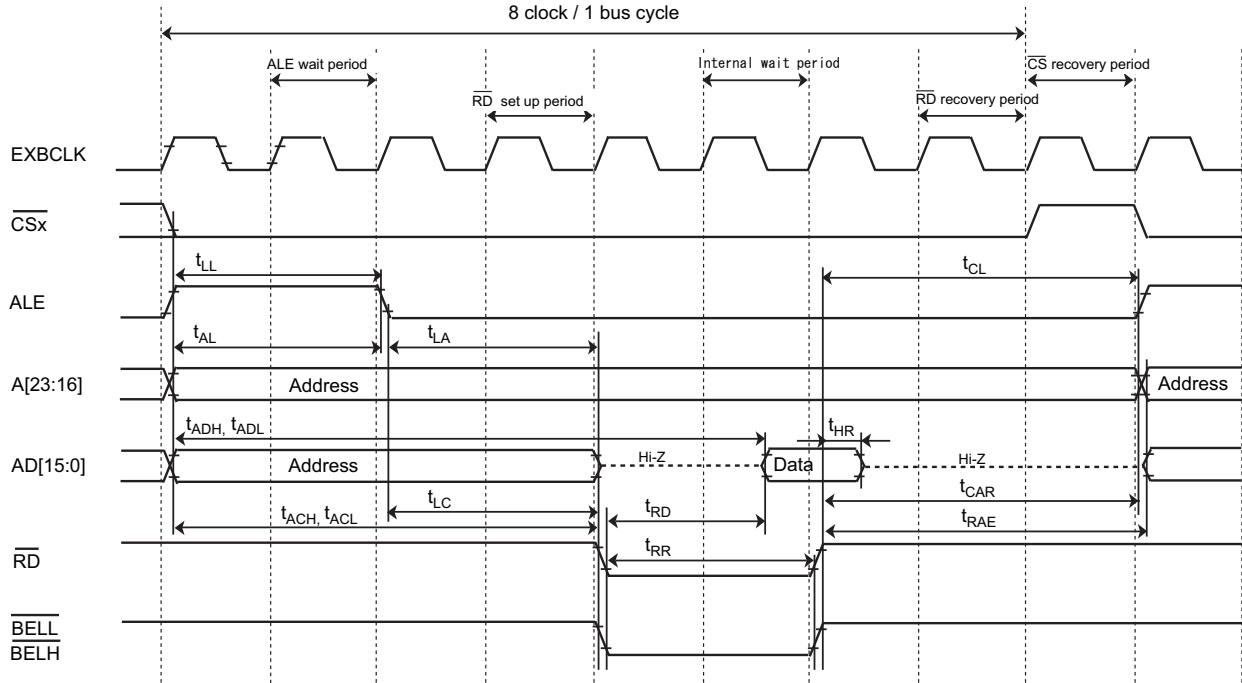 8 clock / 1 bus cycle
ALE wait period
Internal wait period
CS recovery period
RD set up period
RD recovery period
EXBCLK
CSx
tLL
tCL
ALE
tAL
tLA
A[23:16]
Address
Address
tADH, tADL
tHR
AD[15:0]
Address
Hi-Z
Data
Hi-Z
tLC
tRD
tCAR
tACH, tACL
tRAE
tRR
RD
BELL
BELH